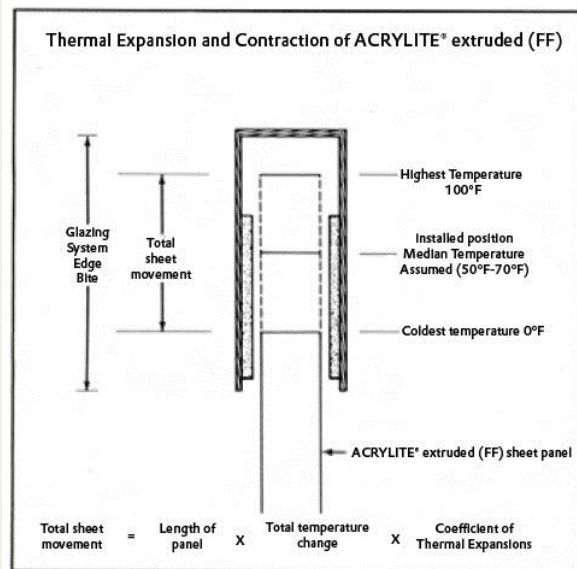 Thermal Expansion and Contraction of ACRYLITE® extruded (FF)
Highest Temperature
100°F
Glazing
System
Edge
Bite
Total
sheet
movement
Installed position
Median Temperature
Assumed (50°F-70°F)
Coldest temperature 0°F
ACRYLITE® extruded (FF) sheet panel
Total sheet
movement
=
Length of
panel
X
Total temperature
change
X
Coefficient of
Thermal Expansions